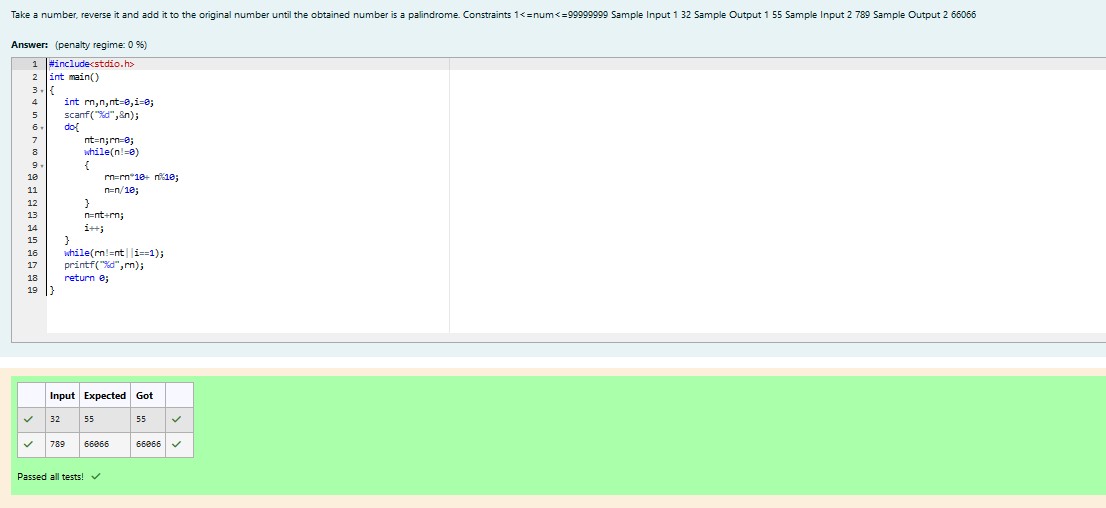 Take a number, reverse it and add it to the original number until the obtained number is a palindrome. Constraints 1<=num<=99999999 Sample Input 1 32 Sample Output 1 55 Sample Input 2 789 Sample Output 2 66066
Answer: (penalty regime: 0 %)
1 #include<stdio.h>
2 int main()
3 {
4 int rn,n,nt=0,i=0;
5 scanf("%d",&n);
6 do{
7 nt=n;rn=0;
8 while(n!=0)
9 {
10 rn=rn*10+ n%10;
11 n=n/10;
12 }
13 n=nt+rn;
14 i++;
15 }
16 while(rn!=nt||i==1);
17 printf("%d",rn);
18 return 0;
19 }
Input Expected Got
✓ 32 55 55 ✓
✓ 789 66066 66066 ✓
Passed all tests! ✓